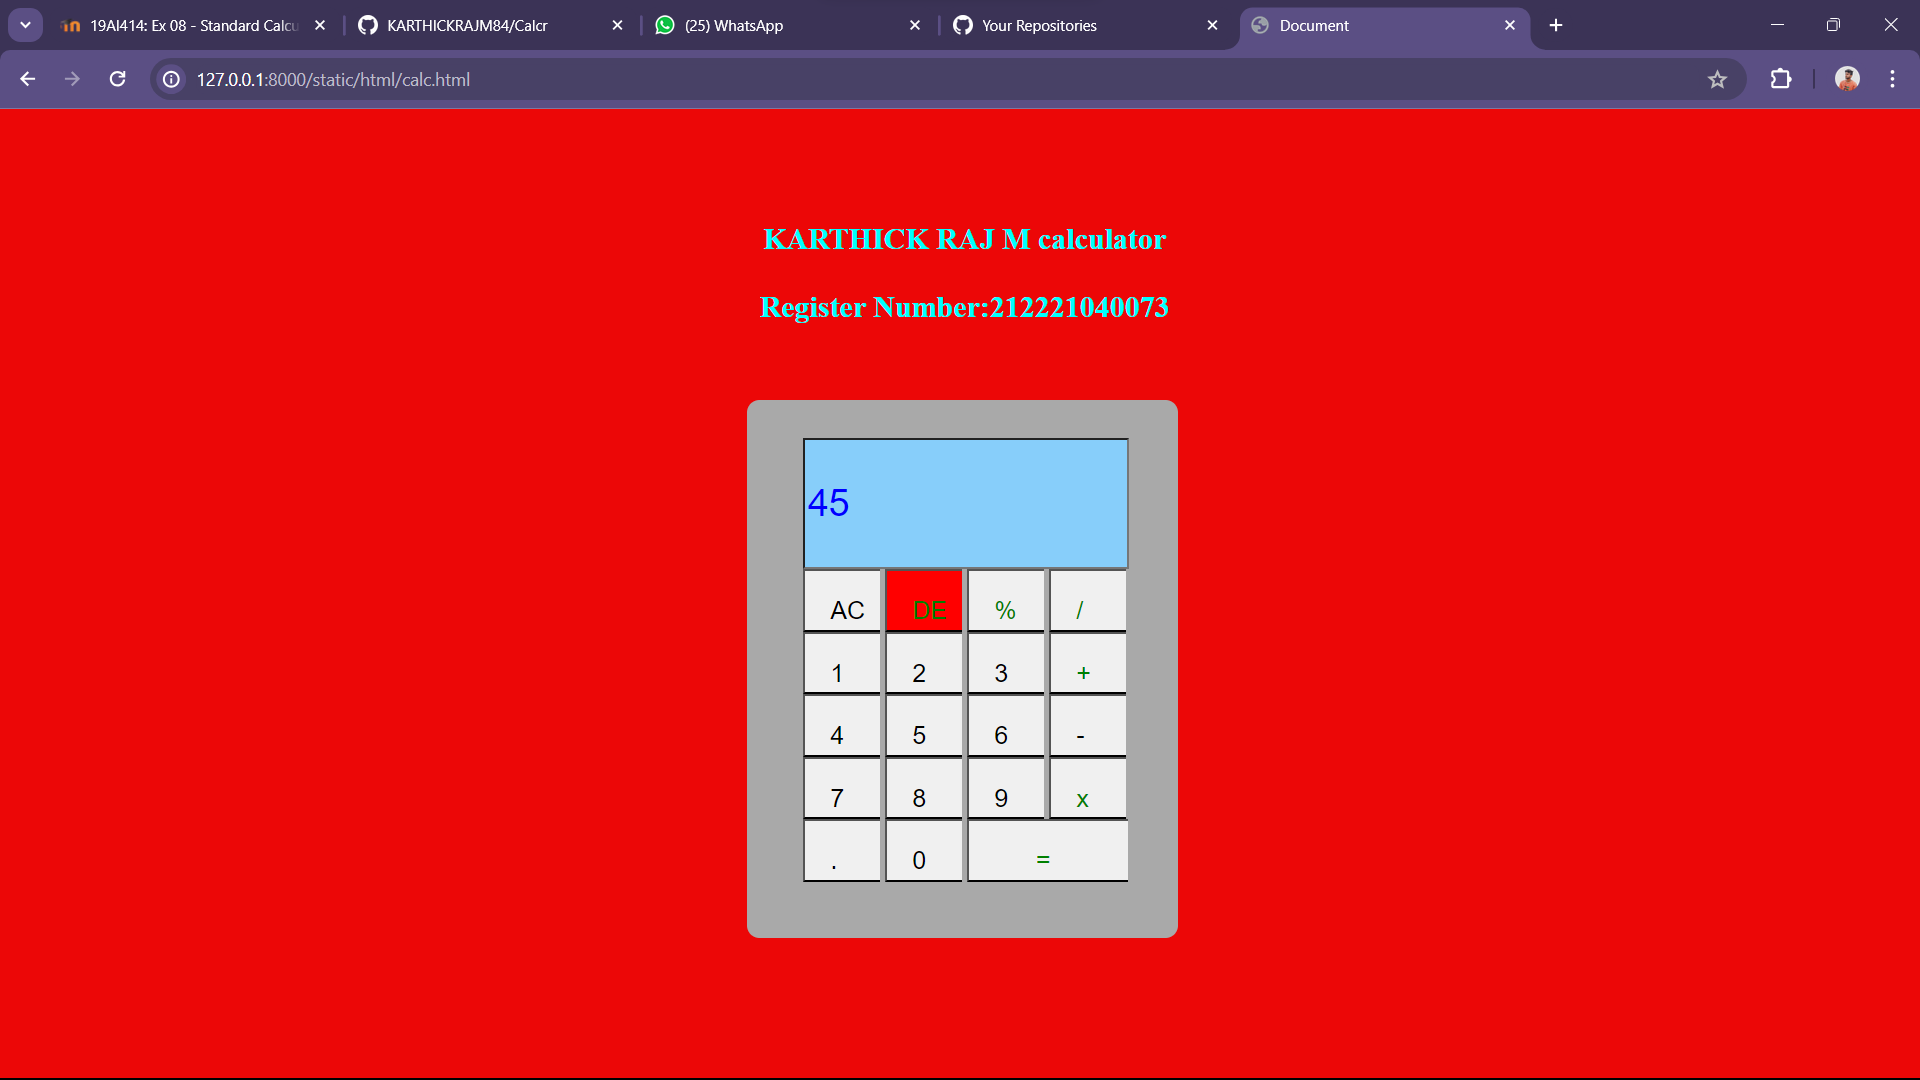 19AI414: Ex 08 - Standard Calcu
KARTHICKRAJM84/Calcr
(25) WhatsApp
Your Repositories
Document
127.0.0.1:8000/static/html/calc.html
KARTHICK RAJ M calculator
Register Number:212221040073
45
AC DE % /
1 2 3 +
4 5 6 -
7 8 9 x
. 0 =